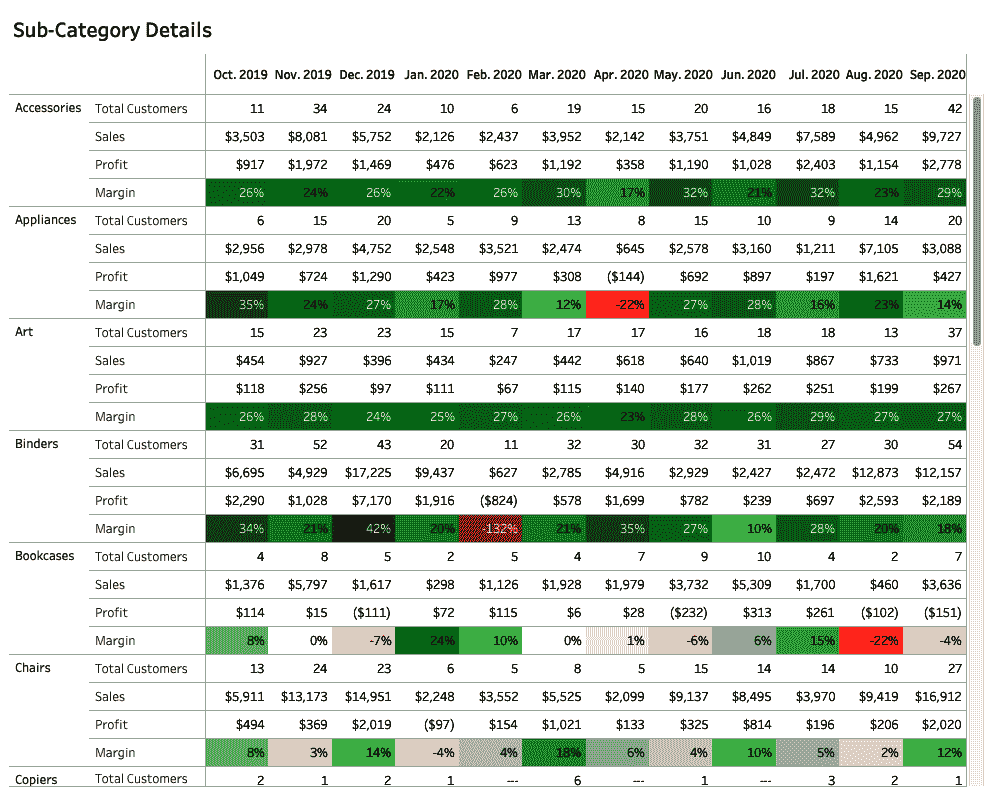 Sub-Category Details
Oct. 2019 Nov. 2019 Dec. 2019 Jan. 2020 Feb. 2020 Mar. 2020 Apr. 2020 May. 2020 Jun. 2020 Jul. 2020 Aug. 2020 Sep. 2020
Accessories Total Customers 11 34 24 10 6 19 15 20 16 18 15 42
Sales $3,503 $8,081 $5,752 $2,126 $2,437 $3,952 $2,142 $3,751 $4,849 $7,589 $4,962 $9,727
Profit $917 $1,972 $1,469 $476 $623 $1,192 $358 $1,190 $1,028 $2,403 $1,154 $2,778
Margin 26% 24% 26% 22% 26% 30% 17% 32% 21% 32% 23% 29%
Appliances Total Customers 6 15 20 5 9 13 8 15 10 9 14 20
Sales $2,956 $2,978 $4,752 $2,548 $3,521 $2,474 $645 $2,578 $3,160 $1,211 $7,105 $3,088
Profit $1,049 $724 $1,290 $423 $977 $308 ($144) $692 $897 $197 $1,621 $427
Margin 35% 24% 27% 17% 28% 12% -22% 27% 28% 16% 23% 14%
Art Total Customers 15 23 23 15 7 17 17 16 18 18 13 37
Sales $454 $927 $396 $434 $247 $442 $618 $640 $1,019 $867 $733 $971
Profit $118 $256 $97 $111 $67 $115 $140 $177 $262 $251 $199 $267
Margin 26% 28% 24% 25% 27% 26% 23% 28% 26% 29% 27% 27%
Binders Total Customers 31 52 43 20 11 32 30 32 31 27 30 54
Sales $6,695 $4,929 $17,225 $9,437 $627 $2,785 $4,916 $2,929 $2,427 $2,472 $12,873 $12,157
Profit $2,290 $1,028 $7,170 $1,916 ($824) $578 $1,699 $782 $239 $697 $2,593 $2,189
Margin 34% 21% 42% 20% -132% 21% 35% 27% 10% 28% 20% 18%
Bookcases Total Customers 4 8 5 2 5 4 7 9 10 4 2 7
Sales $1,376 $5,797 $1,617 $298 $1,126 $1,928 $1,979 $3,732 $5,309 $1,700 $460 $3,636
Profit $114 $15 ($111) $72 $115 $6 $28 ($232) $313 $261 ($102) ($151)
Margin 8% 0% -7% 24% 10% 0% 1% -6% 6% 15% -22% -4%
Chairs Total Customers 13 24 23 6 5 8 5 15 14 14 10 27
Sales $5,911 $13,173 $14,951 $2,248 $3,552 $5,525 $2,099 $9,137 $8,495 $3,970 $9,419 $16,912
Profit $494 $369 $2,019 ($97) $154 $1,021 $133 $325 $814 $196 $206 $2,020
Margin 8% 3% 14% -4% 4% 18% 6% 4% 10% 5% 2% 12%
Copiers Total Customers 2 1 2 1 --- 6 --- 1 --- 3 2 1